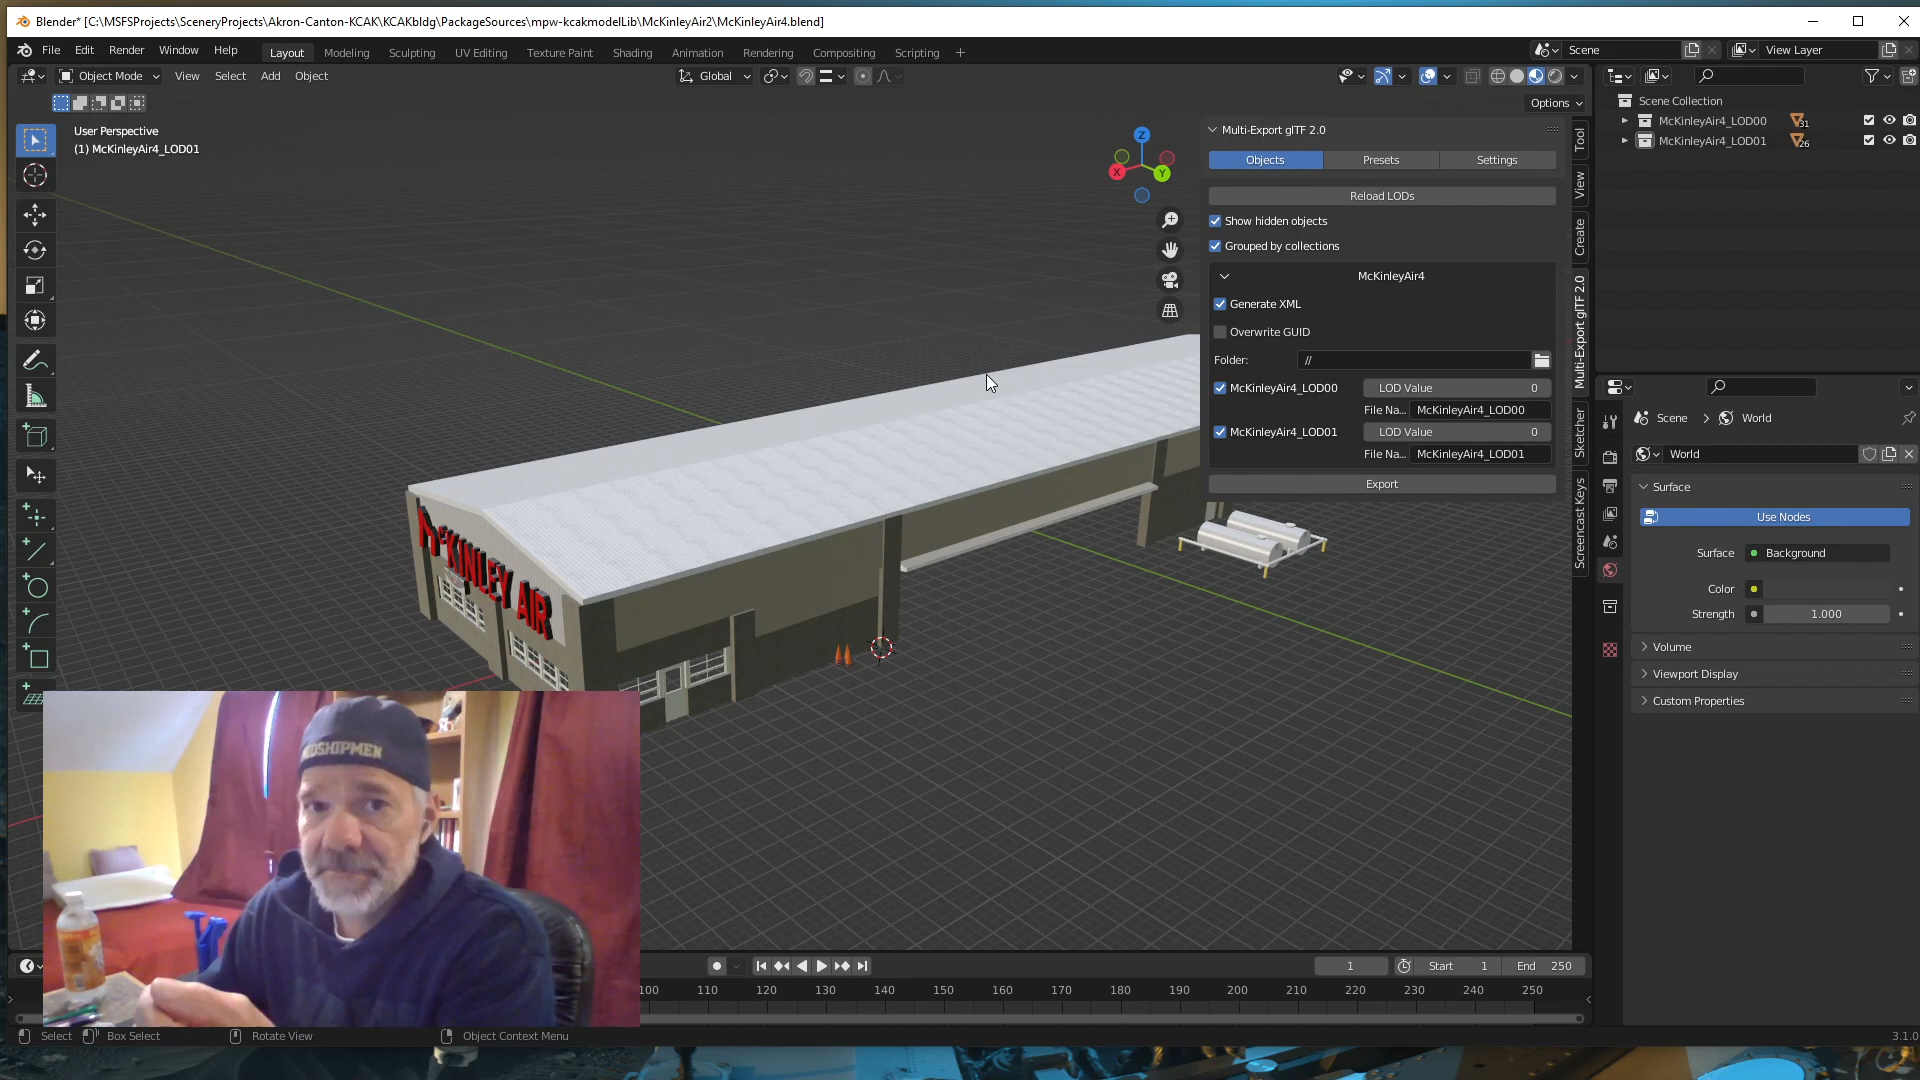 Blender* [C:\MSFSProjects\SceneryProjects\Akron-Canton-KCAK\KCAKbldg\PackageSources\mpw-kcakmodelLib\McKinleyAir2\McKinleyAir4.blend]
File Edit Render Window Help Layout Modeling Sculpting UV Editing Texture Paint Shading Animation Rendering Compositing Scripting + Scene View Layer
Object Mode View Select Add Object Global
Options
User Perspective
(1) McKinleyAir4_LOD01
Z
X Y
Multi-Export glTF 2.0
Objects Presets Settings
Reload LODs
Show hidden objects
Grouped by collections
McKinleyAir4
Generate XML
Overwrite GUID
Folder: //
McKinleyAir4_LOD00 LOD Value 0
File Na.. McKinleyAir4_LOD00
McKinleyAir4_LOD01 LOD Value 0
File Na.. McKinleyAir4_LOD01
Export
Tool
View
Create
Multi-Export glTF 2.0
Sketcher
Screencast Keys
Scene Collection
McKinleyAir4_LOD00 31
McKinleyAir4_LOD01 26
Scene > World
World
Surface
Use Nodes
Surface Background
Color
Strength 1.000
Volume
Viewport Display
Custom Properties
McKINLEY AIR
IDSHIPMEN
1 Start 1 End 250
100 110 120 130 140 150 160 170 180 190 200 210 220 230 240 250
Select Box Select Rotate View Object Context Menu 3.1.0